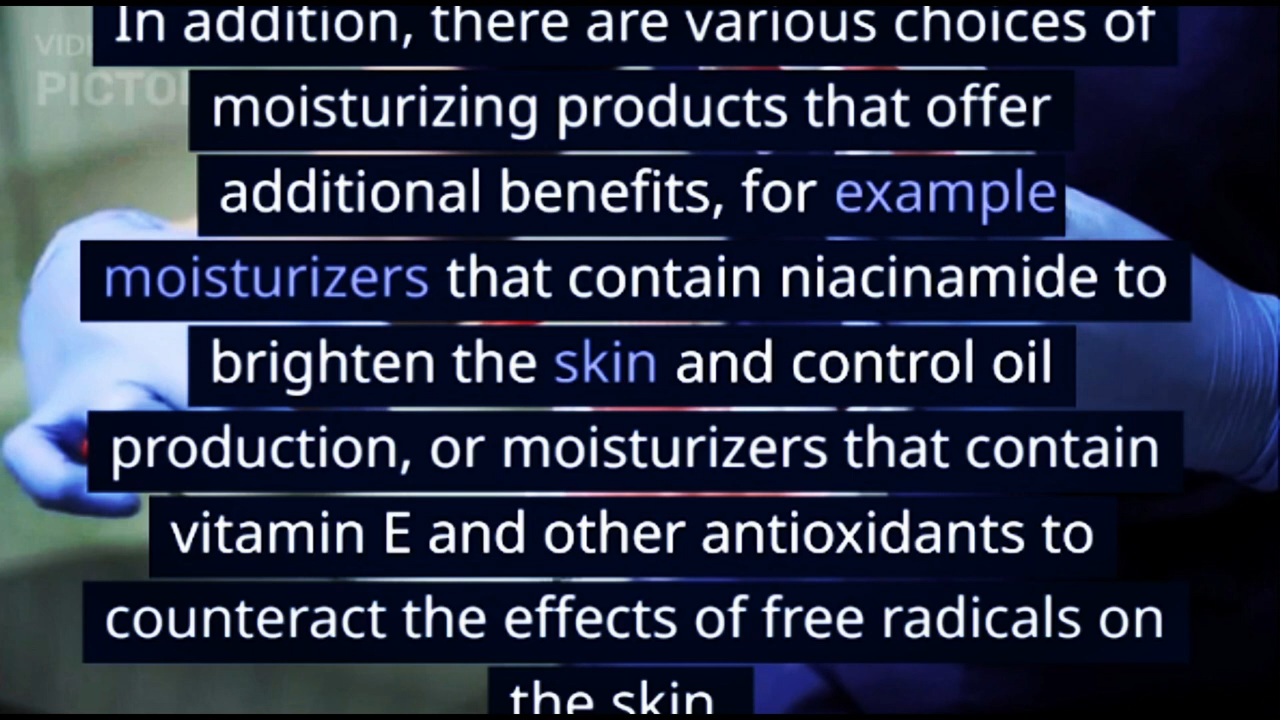 VID
PICTO
In addition, there are various choices of
moisturizing products that offer
additional benefits, for example
moisturizers that contain niacinamide to
brighten the skin and control oil
production, or moisturizers that contain
vitamin E and other antioxidants to
counteract the effects of free radicals on
the skin